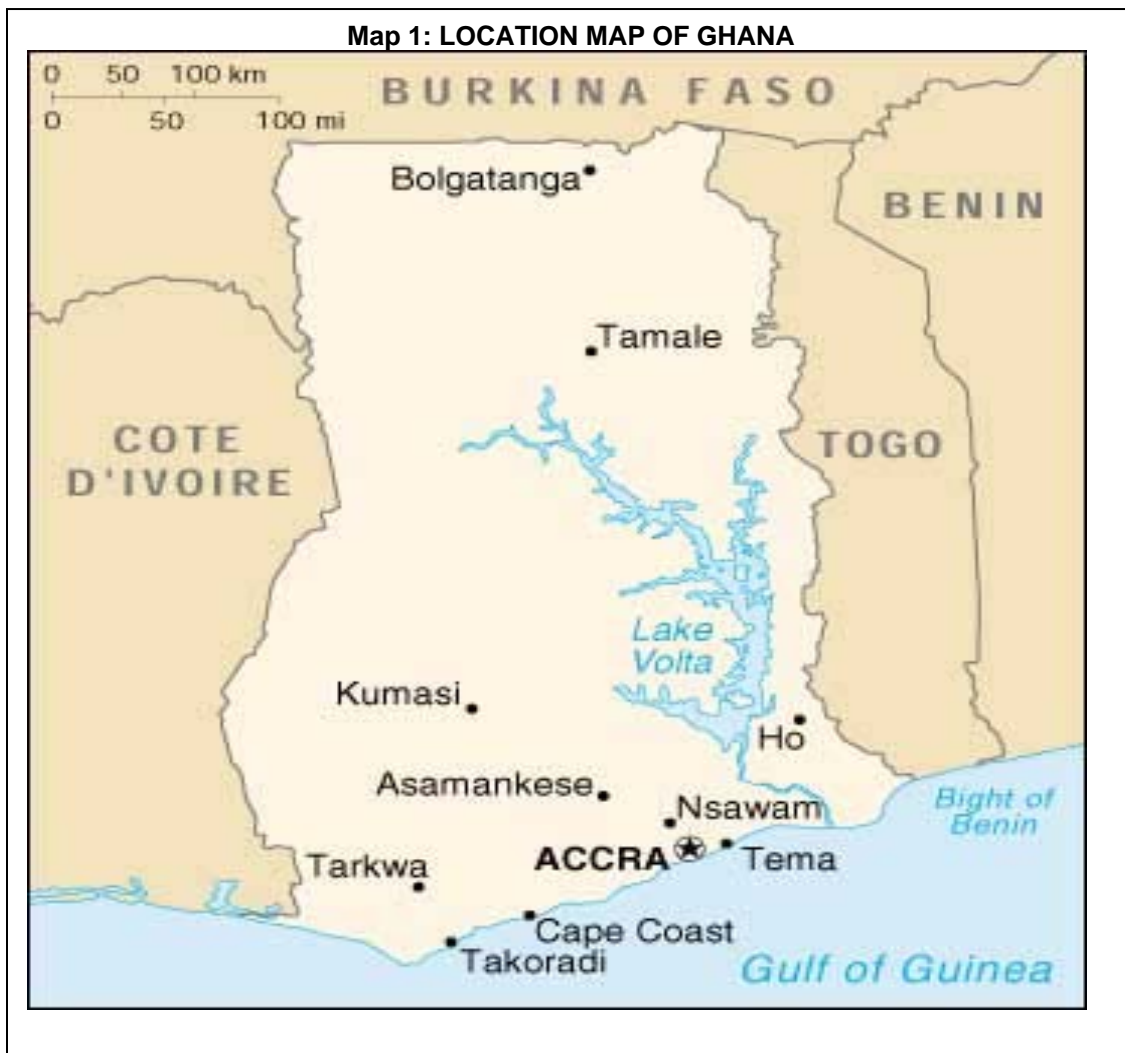 Map 1: LOCATION MAP OF GHANA
0 50 100 km
0 50 100 mi
BURKINA FASO
Bolgatanga
BENIN
Tamale
COTE
D'IVOIRE
TOGO
Lake
Volta
Kumasi
Ho
Asamankese
Nsawam
Bight of
Benin
ACCRA
Tema
Tarkwa
Cape Coast
Takoradi
Gulf of Guinea